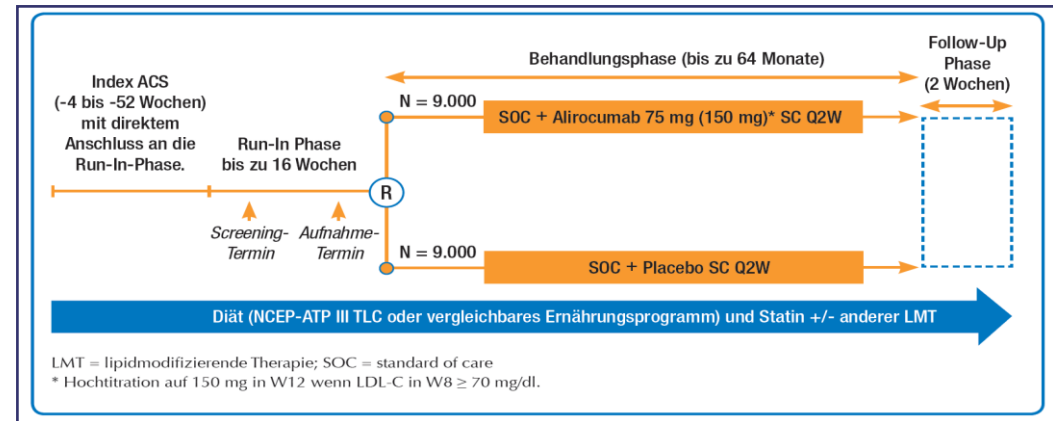 Index ACS
(-4 bis -52 Wochen)
mit direktem
Anschluss an die
Run-In-Phase.
Run-In Phase
bis zu 16 Wochen
Screening-
Termin
Aufnahme-
Termin
R
Behandlungsphase (bis zu 64 Monate)
N = 9.000
SOC + Alirocumab 75 mg (150 mg)* SC Q2W
N = 9.000
SOC + Placebo SC Q2W
Follow-Up
Phase
(2 Wochen)
Diät (NCEP-ATP III TLC oder vergleichbares Ernährungsprogramm) und Statin +/- anderer LMT
LMT = lipidmodifizierende Therapie; SOC = standard of care
* Hochtitration auf 150 mg in W12 wenn LDL-C in W8 ≥ 70 mg/dl.